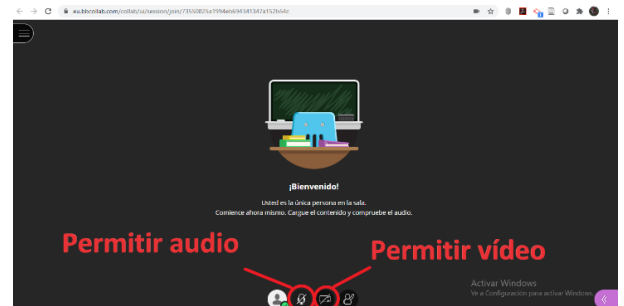 ¡Bienvenido!
Usted es la única persona en la sala.
Comience ahora mismo. Cargue el contenido y compruebe el audio.
Permitir audio
Permitir vídeo
Activar Windows
Ve a Configuración para activar Windows.